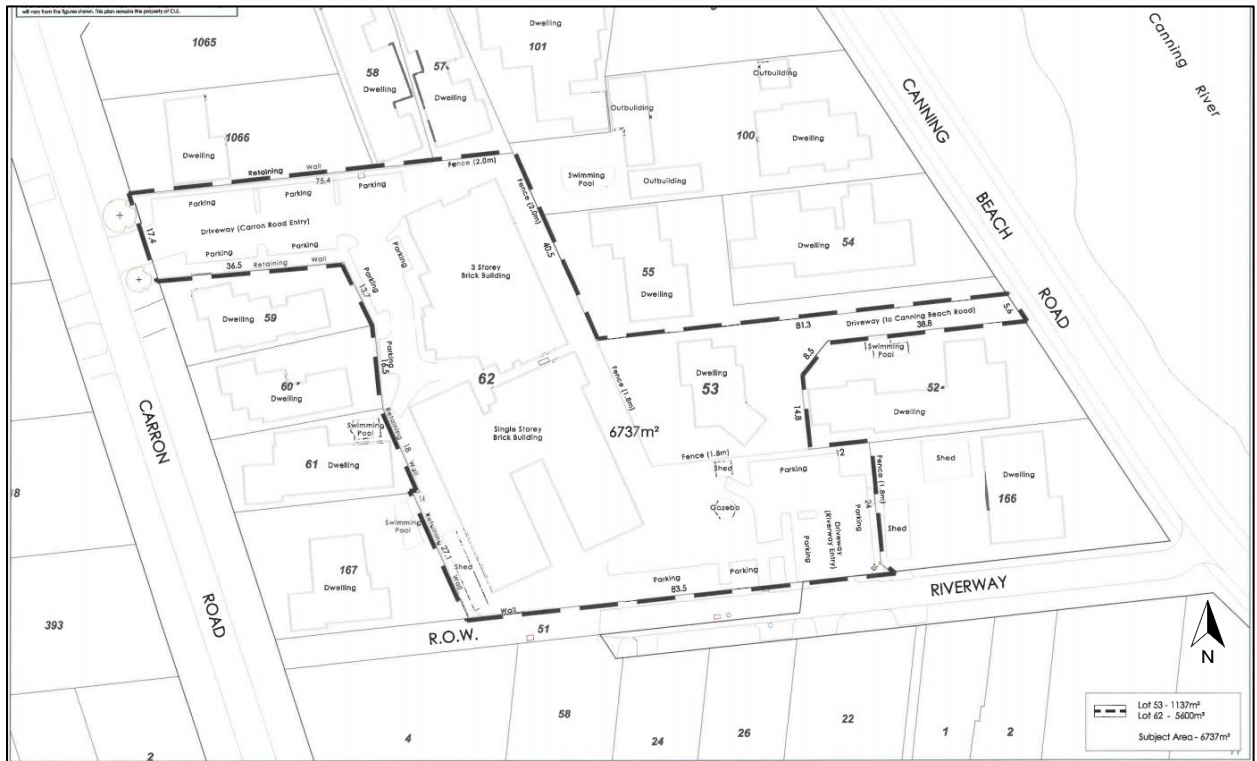 will vary from the figures shown. This plan remains the property of CLE.
Dwelling
101
1065
58
Dwelling
57
Dwelling
Canning
River
Outbuilding
Outbuilding
CANNING
BEACH
ROAD
1066
Dwelling
100
Dwelling
Retaining Wall
75.4
Fence (2.0m)
Swimming
Pool
Outbuilding
Parking
Parking
Parking
Fence (2.0m)
40.5
17.4
Driveway (Carron Road Entry)
Parking
Parking
Parking
Dwelling 54
36.5 Retaining Wall
3 Storey
Brick Building
55
Dwelling
Parking
13.7
Dwelling 59
81.3
Driveway (to Canning Beach Road)
38.8
5.6
Parking
16.5
8.5
Swimming
Pool
60
Dwelling
62
Fence (1.8m)
Dwelling
53
52
Dwelling
14.8
CARRON
ROAD
Swimming
Pool
Retaining
18
Wall
Single Storey
Brick Building
6737m²
61 Dwelling
Fence (1.8m)
12
Shed
Parking
Fence (1.8m)
24
Shed
Dwelling
166
Gazebo
Swimming
Pool
Retaining
27.1
Wall
Shed
Driveway
(Riverway Entry)
Parking
Parking
Shed
167
Dwelling
Parking
Parking
83.5
Wall
RIVERWAY
R.O.W.
51
393
N
58
24
26
22
1
2
4
2
Lot 53 - 1137m²
Lot 62 - 5600m²
Subject Area - 6737m²